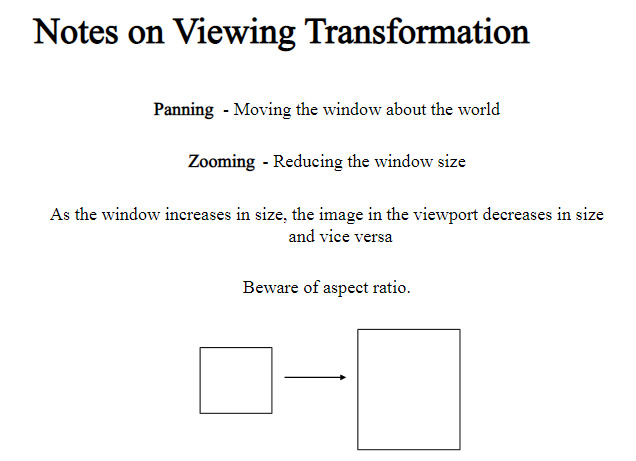 Notes on Viewing Transformation
Panning - Moving the window about the world
Zooming - Reducing the window size
As the window increases in size, the image in the viewport decreases in size
and vice versa
Beware of aspect ratio.